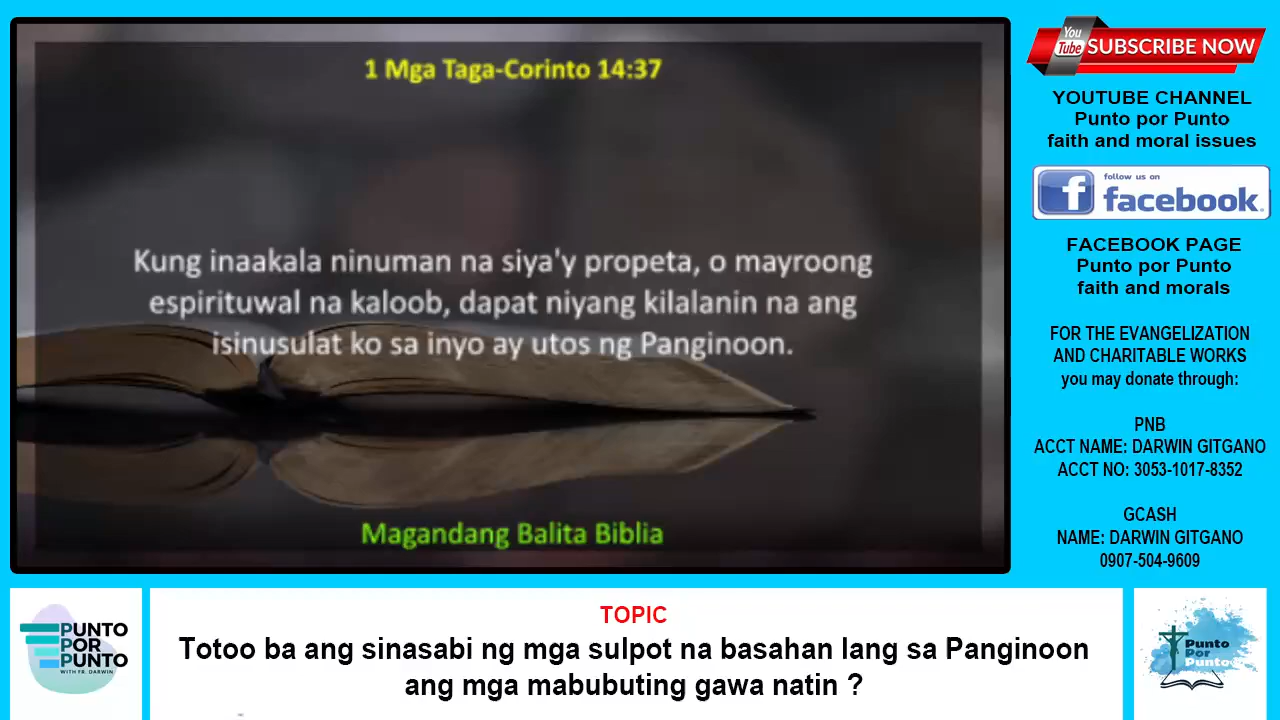 1 Mga Taga-Corinto 14:37
Kung inaakala ninuman na siya'y propeta, o mayroong
espirituwal na kaloob, dapat niyang kilalanin na ang
isinusulat ko sa inyo ay utos ng Panginoon.
Magandang Balita Biblia
You
Tube
SUBSCRIBE NOW
YOUTUBE CHANNEL
Punto por Punto
faith and moral issues
follow us on
f facebook
FACEBOOK PAGE
Punto por Punto
faith and morals
FOR THE EVANGELIZATION
AND CHARITABLE WORKS
you may donate through:
PNB
ACCT NAME: DARWIN GITGANO
ACCT NO: 3053-1017-8352
GCASH
NAME: DARWIN GITGANO
0907-504-9609
PUNTO
POR
PUNTO
WITH FR. DARWIN
TOPIC
Totoo ba ang sinasabi ng mga sulpot na basahan lang sa Panginoon
ang mga mabubuting gawa natin ?
Punto
Por
Punto